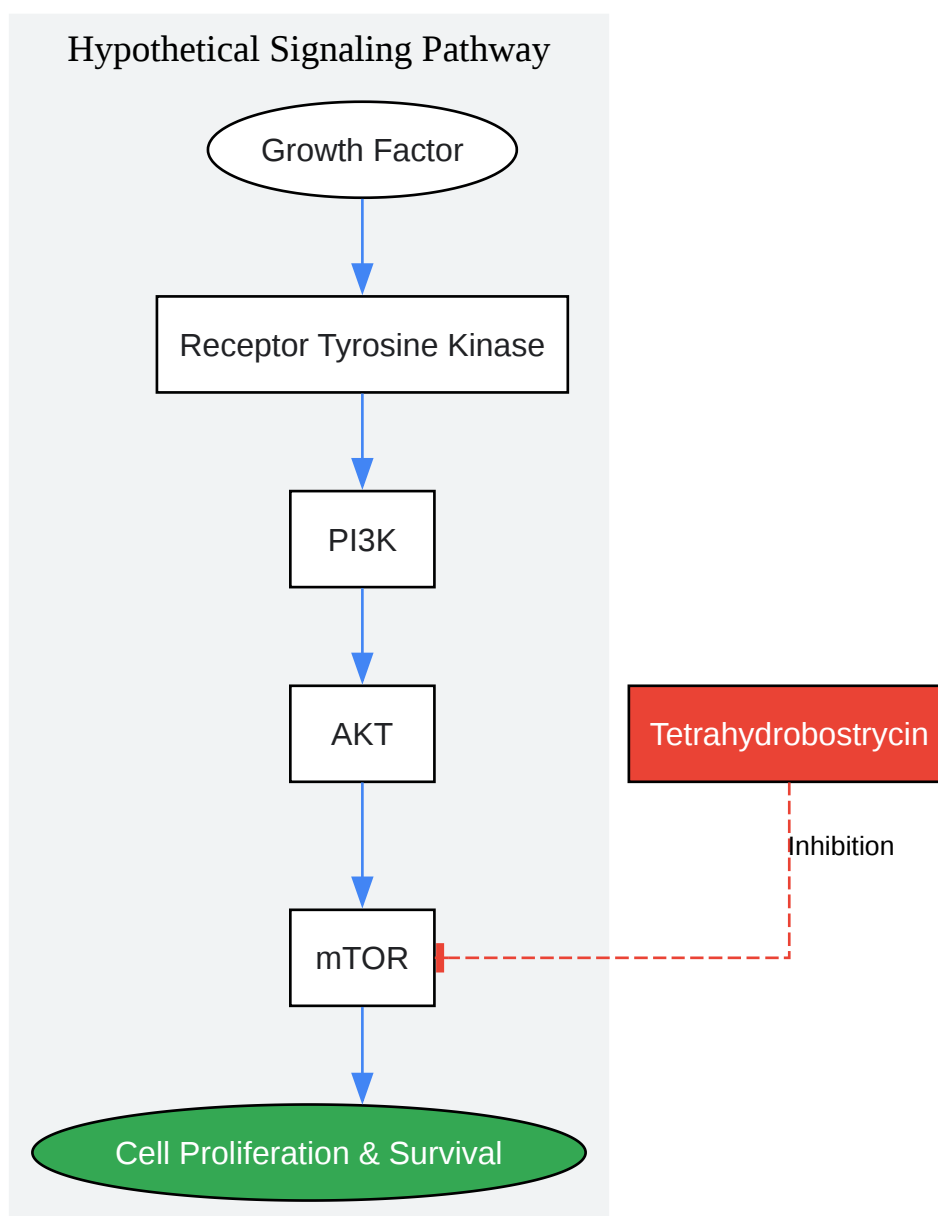 Hypothetical Signaling Pathway
Growth Factor
Receptor Tyrosine Kinase
PI3K
AKT
Tetrahydrobostrycin
Inhibition
mTOR
Cell Proliferation & Survival